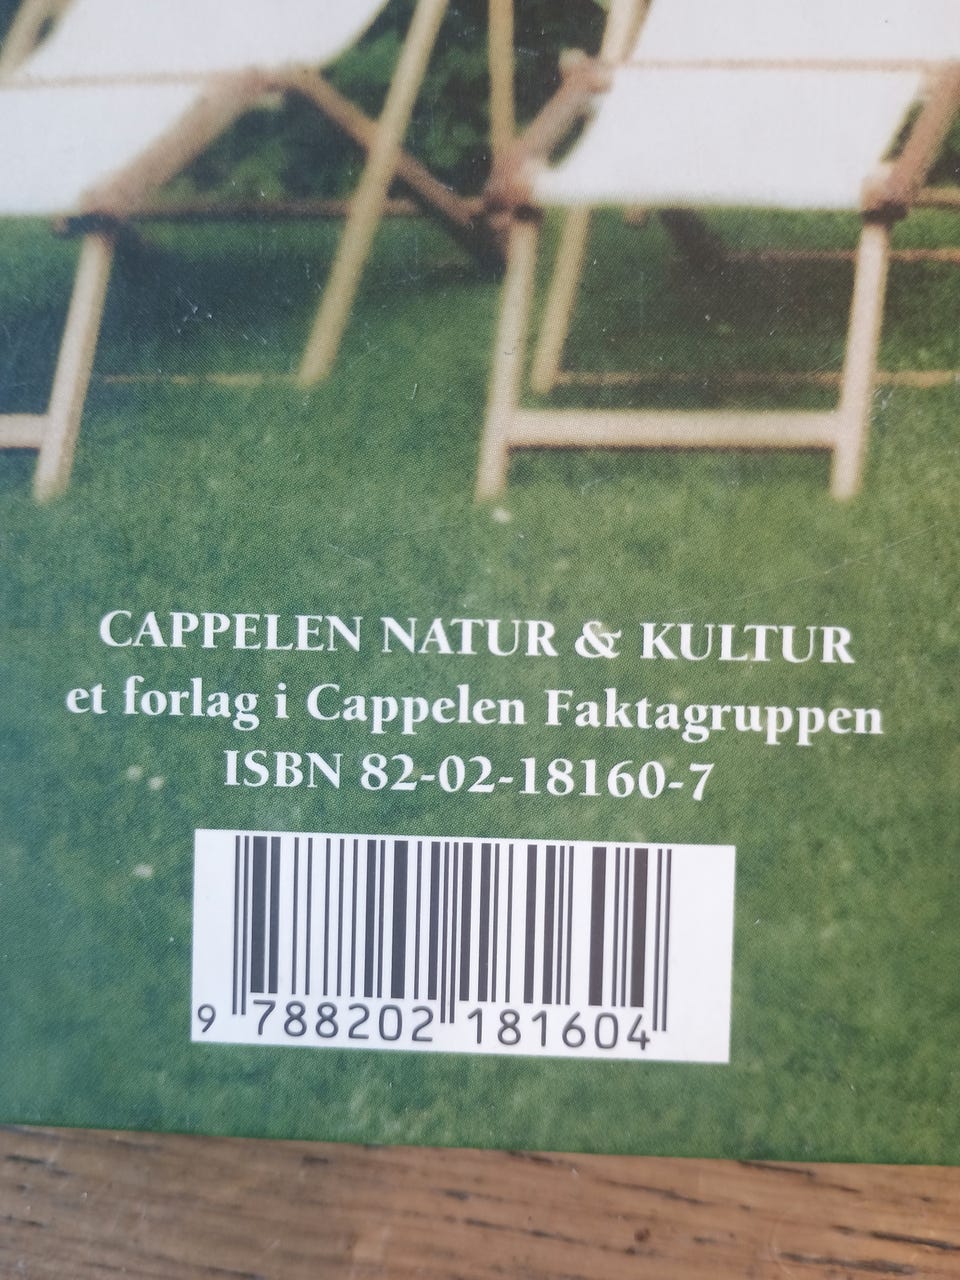 CAPPELEN NATUR & KULTUR
et forlag i Cappelen Faktagruppen
ISBN 82-02-18160-7
9 788202 181604